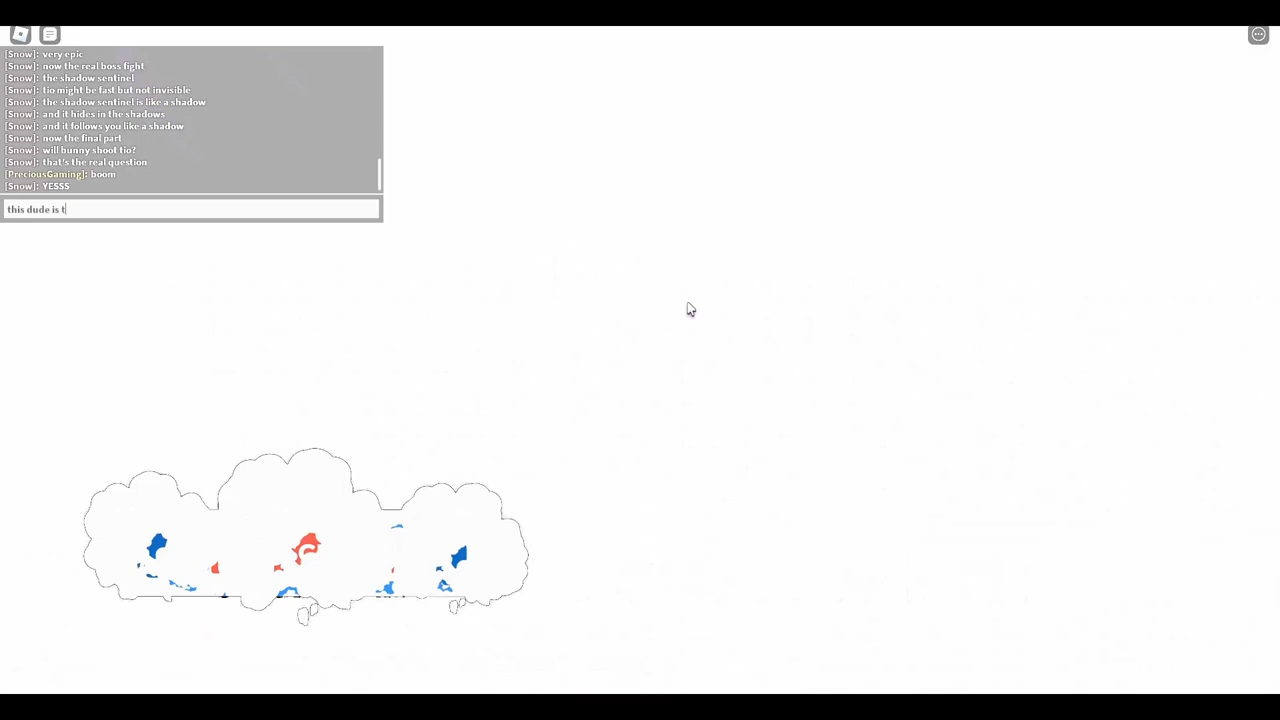 [Snow]: very epic
[Snow]: now the real boss fight
[Snow]: the shadow sentinel
[Snow]: tio might be fast but not invisible
[Snow]: the shadow sentinel is like a shadow
[Snow]: and it hides in the shadows
[Snow]: and it follows you like a shadow
[Snow]: now the final part
[Snow]: will bunny shoot tio?
[Snow]: that's the real question
[PreciousGaming]: boom
[Snow]: YESSS
this dude is t